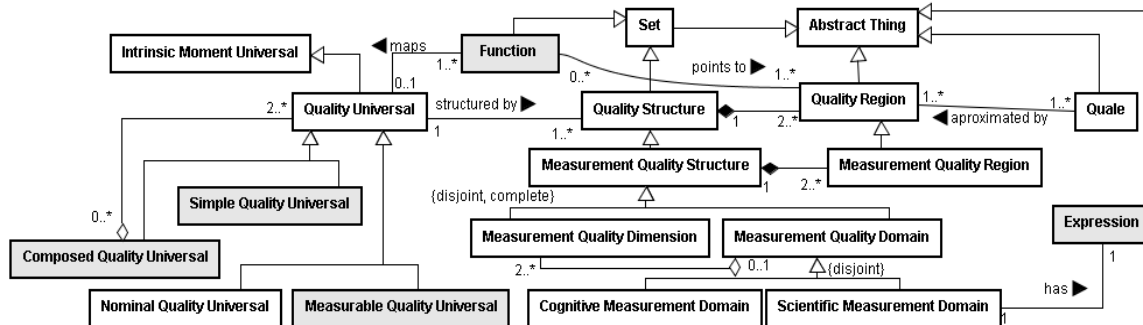 Set
Abstract Thing
Intrinsic Moment Universal
◀ maps
Function
1..*
0..1
0..*
points to ▶
1..*
2..*
Quality Universal
structured by ▶
Quality Structure
Quality Region
1..*
1..*
Quale
1
1..*
1
2..*
◀ aproximated by
Measurement Quality Structure
Measurement Quality Region
1
2..*
{disjoint, complete}
Simple Quality Universal
0..*
Composed Quality Universal
Measurement Quality Dimension
Measurement Quality Domain
Expression
1
2..*
0..1
{disjoint}
has ▶
Nominal Quality Universal
Measurable Quality Universal
Cognitive Measurement Domain
Scientific Measurement Domain
1